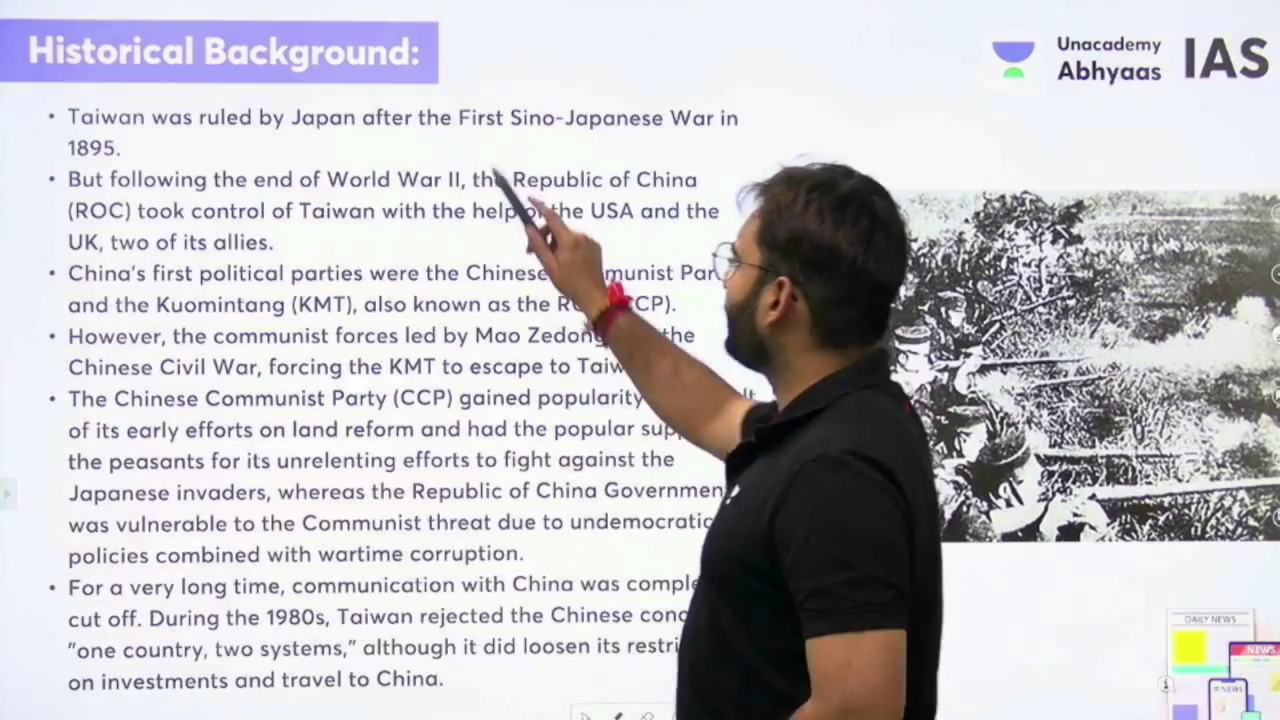 Historical Background:
Unacademy
Abhyaas
IAS
• Taiwan was ruled by Japan after the First Sino-Japanese War in
1895.
• But following the end of World War II, the Republic of China
(ROC) took control of Taiwan with the help of the USA and the
UK, two of its allies.
• China's first political parties were the Chinese
and the Kuomintang (KMT), also known as the
• However, the communist forces led by Mao Zedong the
Chinese Civil War, forcing the KMT to escape to
• The Chinese Communist Party (CCP) gained popularity
of its early efforts on land reform and had the popular
the peasants for its unrelenting efforts to fight against the
Japanese invaders, whereas the Republic of China Governmen
was vulnerable to the Communist threat due to undemocratic
policies combined with wartime corruption.
• For a very long time, communication with China was
cut off. During the 1980s, Taiwan rejected the Chinese
"one country, two systems," although it did loosen its
on investments and travel to China.
DAILY NEWS
NEWS
NEWS